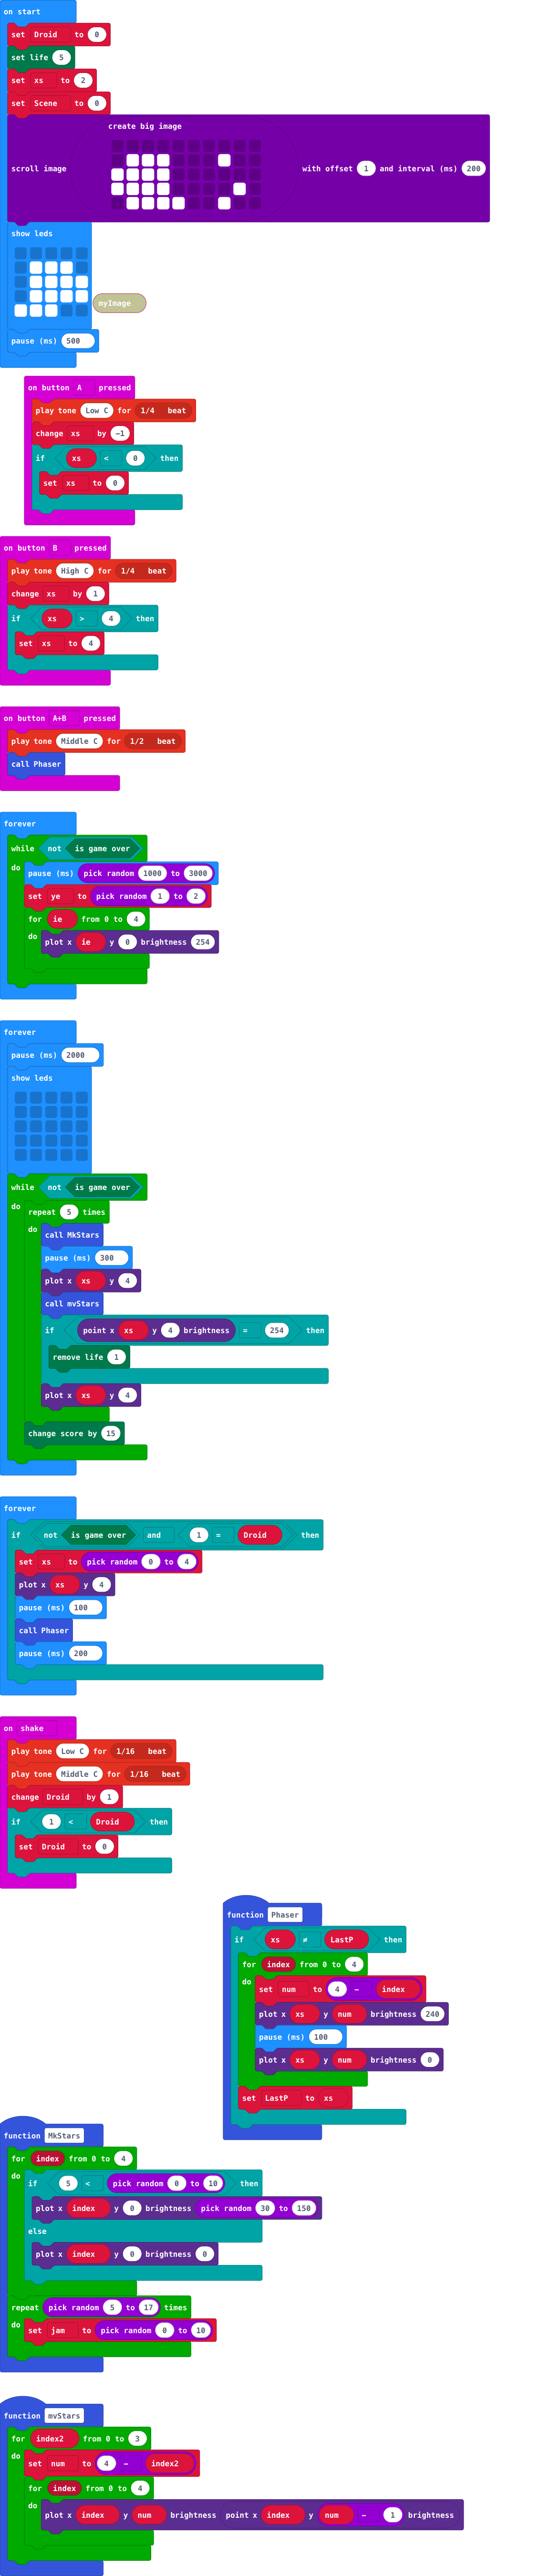 on start
set Droid to 0
set life 5
set xs to 2
set Scene to 0
create big image
scroll image with offset 1 and interval (ms) 200
show leds
myImage
pause (ms) 500
on button A pressed
play tone Low C for 1/4 beat
change xs by -1
if xs < 0 then
set xs to 0
on button B pressed
play tone High C for 1/4 beat
change xs by 1
if xs > 4 then
set xs to 4
on button A+B pressed
play tone Middle C for 1/2 beat
call Phaser
forever
while not is game over
do pause (ms) pick random 1000 to 3000
set ye to pick random 1 to 2
for ie from 0 to 4
do plot x ie y 0 brightness 254
forever
pause (ms) 2000
show leds
while not is game over
do repeat 5 times
do call MkStars
pause (ms) 300
plot x xs y 4
call mvStars
if point x xs y 4 brightness = 254 then
remove life 1
plot x xs y 4
change score by 15
forever
if not is game over and 1 = Droid then
set xs to pick random 0 to 4
plot x xs y 4
pause (ms) 100
call Phaser
pause (ms) 200
on shake
play tone Low C for 1/16 beat
play tone Middle C for 1/16 beat
change Droid by 1
if 1 < Droid then
set Droid to 0
function Phaser
if xs ≠ LastP then
for index from 0 to 4
do set num to 4 - index
plot x xs y num brightness 240
pause (ms) 100
plot x xs y num brightness 0
set LastP to xs
function MkStars
for index from 0 to 4
do if 5 < pick random 0 to 10 then
plot x index y 0 brightness pick random 30 to 150
else
plot x index y 0 brightness 0
repeat pick random 5 to 17 times
do set jam to pick random 0 to 10
function mvStars
for index2 from 0 to 3
do set num to 4 - index2
for index from 0 to 4
do plot x index y num brightness point x index y num - 1 brightness